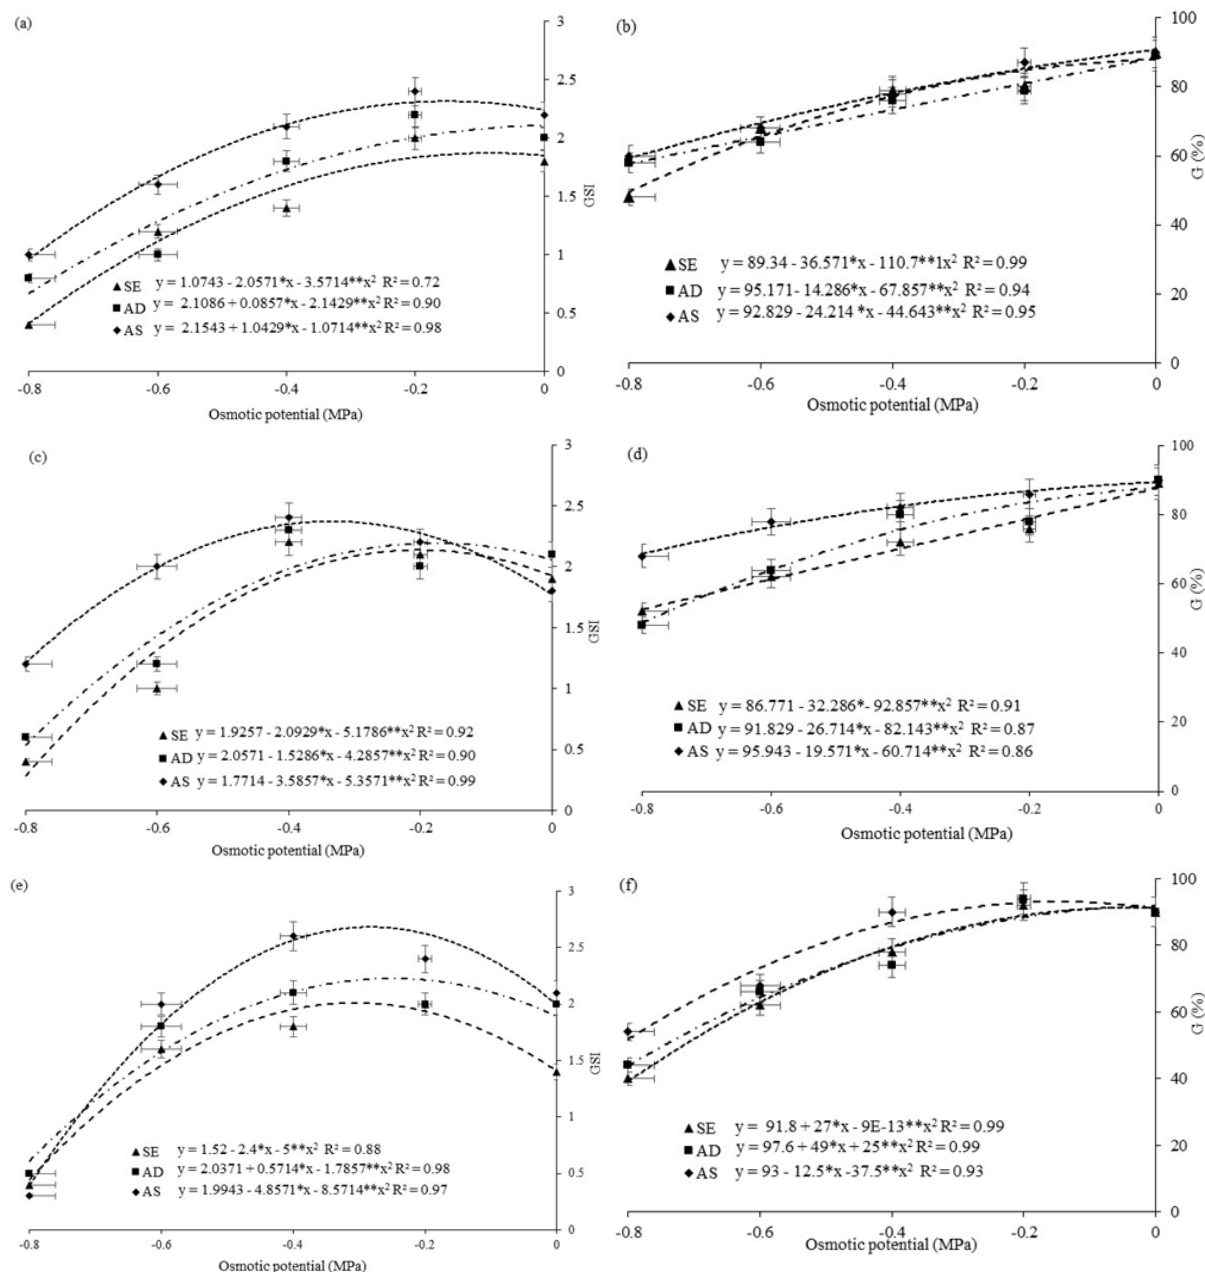 (a)
3
2.5
2
1.5
1
0.5
0
GSI
▲ SE y = 1.0743 - 2.0571*x - 3.5714**x² R² = 0.72
■ AD y = 2.1086 + 0.0857*x - 2.1429**x² R² = 0.90
◆ AS y = 2.1543 + 1.0429*x - 1.0714**x² R² = 0.98
-0.8 -0.6 -0.4 -0.2 0
Osmotic potential (MPa)
(b)
100
80
60
40
20
0
G (%)
▲ SE y = 89.34 - 36.571*x - 110.7**1x² R² = 0.99
■ AD y = 95.171- 14.286*x - 67.857**x² R² = 0.94
◆ AS y = 92.829 - 24.214 *x - 44.643**x² R² = 0.95
-0.8 -0.6 -0.4 -0.2 0
Osmotic potential (MPa)
(c)
3
2.5
2
1.5
1
0.5
0
GSI
▲ SE y = 1.9257 - 2.0929*x - 5.1786**x² R² = 0.92
■ AD y = 2.0571 - 1.5286*x - 4.2857**x² R² = 0.90
◆ AS y = 1.7714 - 3.5857*x - 5.3571**x² R² = 0.99
-0.8 -0.6 -0.4 -0.2 0
Osmotic potential (MPa)
(d)
100
80
60
40
20
0
G (%)
▲ SE y = 86.771 - 32.286*- 92.857**x² R² = 0.91
■ AD y = 91.829 - 26.714*x - 82.143**x² R² = 0.87
◆ AS y = 95.943 - 19.571*x - 60.714**x² R² = 0.86
-0.8 -0.6 -0.4 -0.2 0
Osmotic potential (MPa)
(e)
3
2.5
2
1.5
1
0.5
0
GSI
▲ SE y = 1.52 - 2.4*x - 5**x² R² = 0.88
■ AD y = 2.0371 + 0.5714*x - 1.7857**x² R² = 0.98
◆ AS y = 1.9943 - 4.8571*x - 8.5714**x² R² = 0.97
-0.8 -0.6 -0.4 -0.2 0
Osmotic potential (MPa)
(f)
100
80
60
40
20
0
G (%)
▲ SE y = 91.8 + 27*x - 9E-13**x² R² = 0.99
■ AD y = 97.6 + 49*x + 25**x² R² = 0.99
◆ AS y = 93 - 12.5*x -37.5**x² R² = 0.93
-0.8 -0.6 -0.4 -0.2 0
Osmotic potential (MPa)